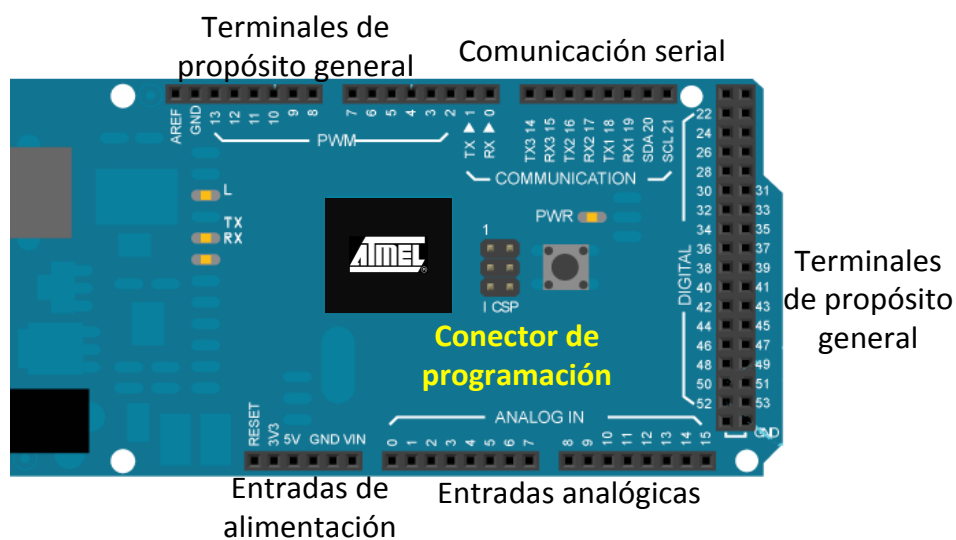 Terminales de
propósito general
Comunicación serial
AREF
GND
13
12
11
10
9
8
7
6
5
4
3
2
1
0
PWM
TX ▶
RX ▶
TX3 14
RX3 15
TX2 16
RX2 17
TX1 18
RX1 19
SDA 20
SCL 21
COMMUNICATION
L
TX
RX
PWR
1
ICSP
ATMEL
®
Conector de
programación
DIGITAL
22
24
26
28
30 31
32 33
34 35
36 37
38 39
40 41
42 43
44 45
46 47
48 49
50 51
52 53
GND
Terminales
de propósito
general
ANALOG IN
RESET
3V3
5V GND VIN
0
1
2
3
4
5
6
7
8
9
10
11
12
13
14
15
Entradas de
alimentación
Entradas analógicas